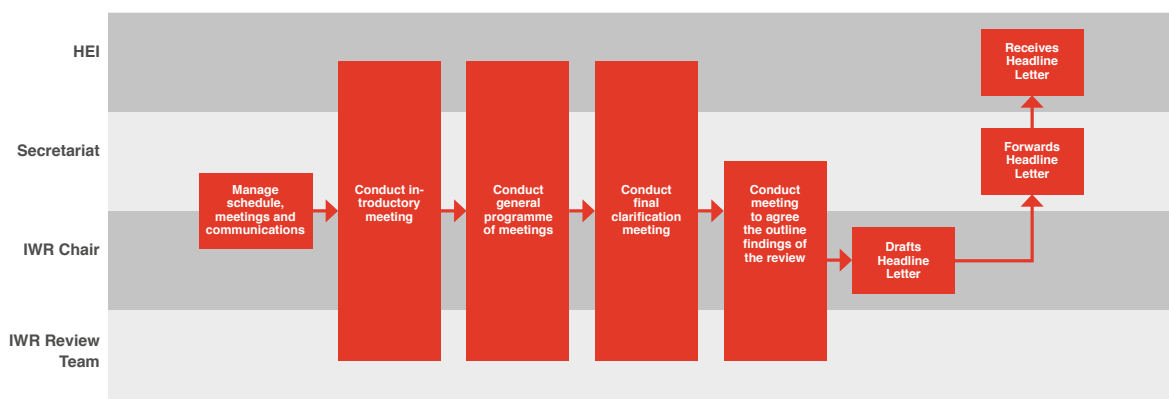 HEI
Secretariat
IWR Chair
IWR Review
Team
Manage
schedule,
meetings and
communications
Conduct in-
troductory
meeting
Conduct
general
programme
of meetings
Conduct
final
clarification
meeting
Conduct
meeting
to agree
the outline
findings of
the review
Drafts
Headline
Letter
Forwards
Headline
Letter
Receives
Headline
Letter